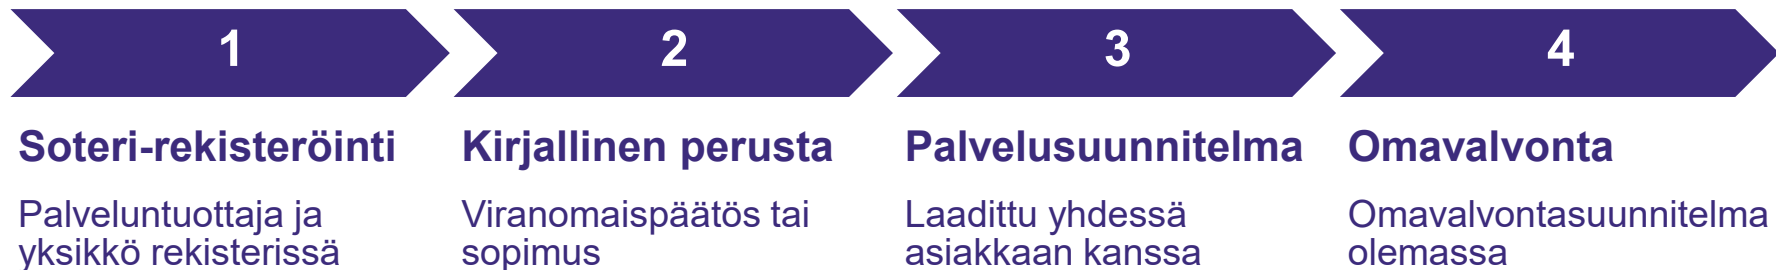 1
Soteri-rekisteröinti
Palveluntuottaja ja
yksikkö rekisterissä
2
Kirjallinen perusta
Viranomaispäätös tai
sopimus
3
Palvelusuunnitelma
Laadittu yhdessä
asiakkaan kanssa
4
Omavalvonta
Omavalvontasuunnitelma
olemassa